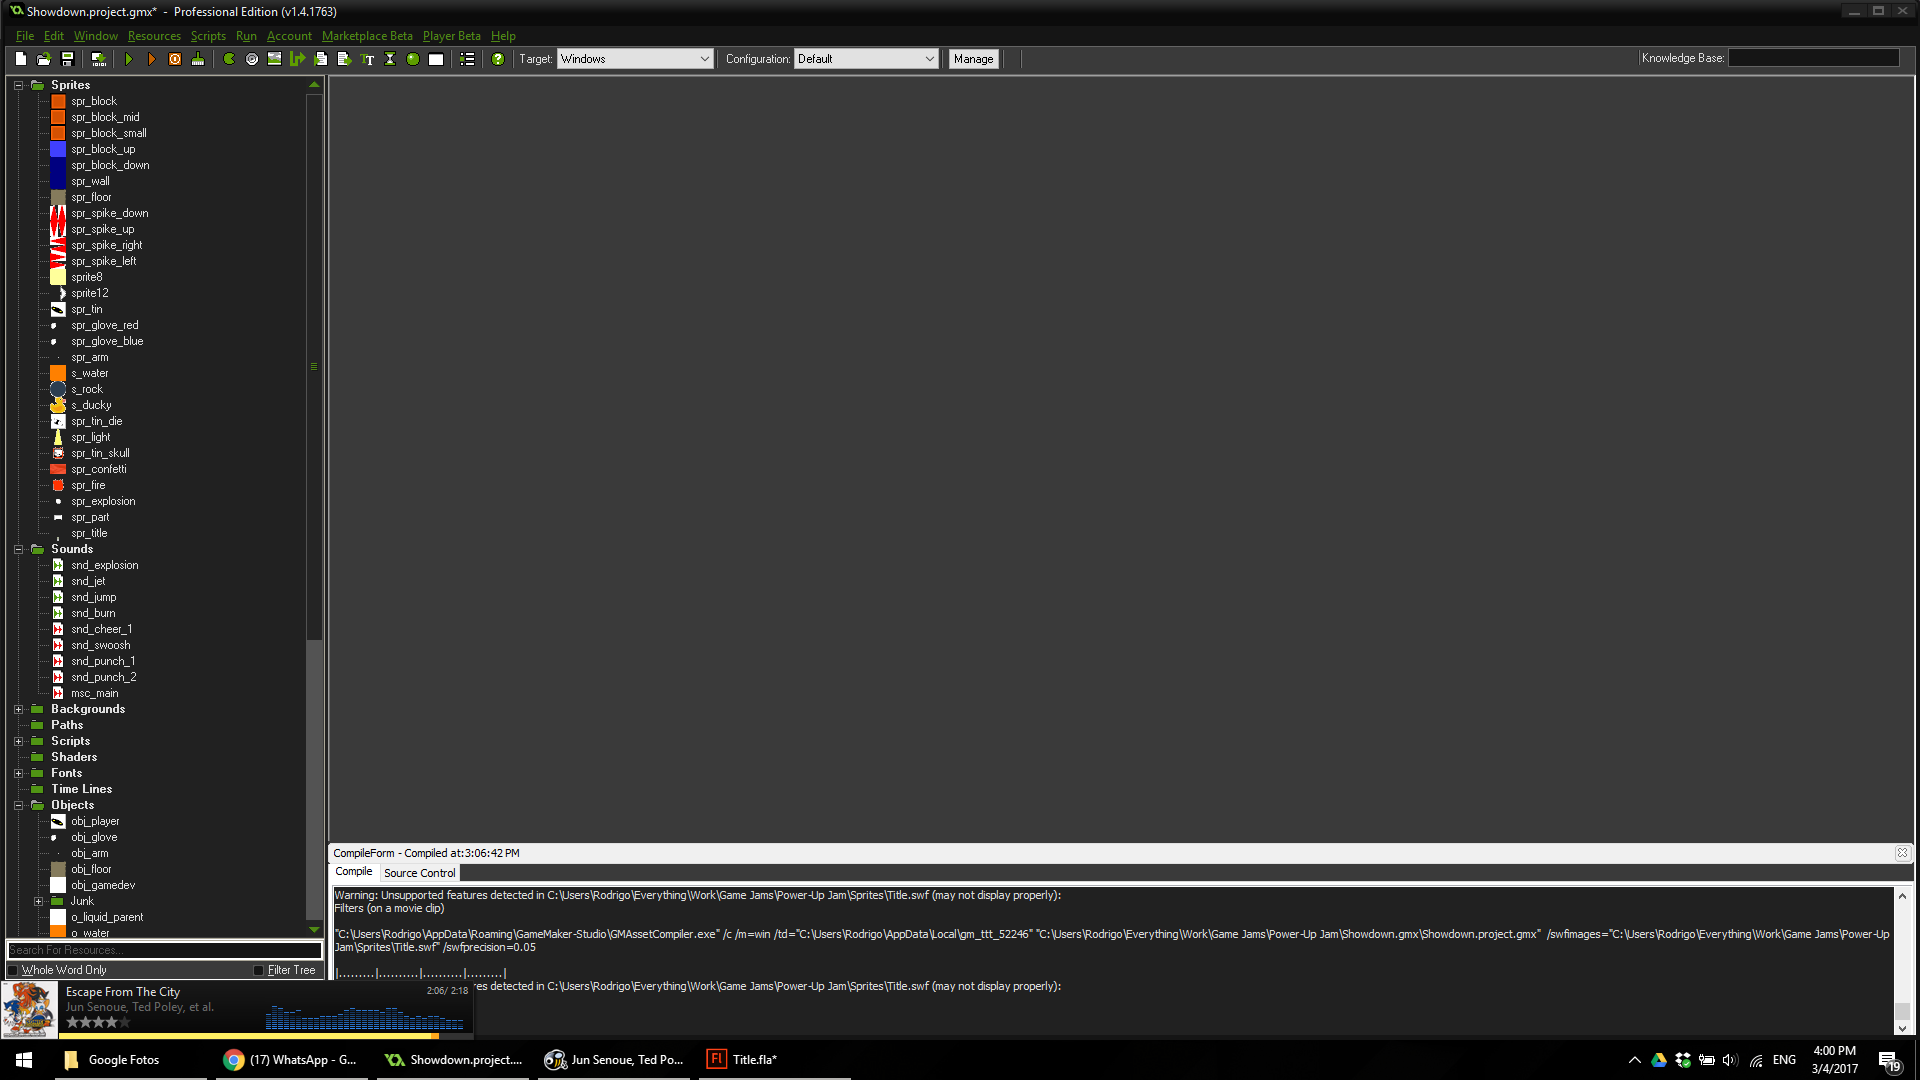 Showdown.project.gmx* - Professional Edition (v1.4.1763)
File Edit Window Resources Scripts Run Account Marketplace Beta Player Beta Help
Target: Windows Configuration: Default Manage Knowledge Base:
Sprites
spr_block
spr_block_mid
spr_block_small
spr_block_up
spr_block_down
spr_wall
spr_floor
spr_spike_down
spr_spike_up
spr_spike_right
spr_spike_left
sprite8
sprite12
spr_tin
spr_glove_red
spr_glove_blue
spr_arm
s_water
s_rock
s_ducky
spr_tin_die
spr_light
spr_tin_skull
spr_confetti
spr_fire
spr_explosion
spr_part
spr_title
Sounds
snd_explosion
snd_jet
snd_jump
snd_burn
snd_cheer_1
snd_swoosh
snd_punch_1
snd_punch_2
msc_main
Backgrounds
Paths
Scripts
Shaders
Fonts
Time Lines
Objects
obj_player
obj_glove
obj_arm
obj_floor
obj_gamedev
Junk
o_liquid_parent
o_water
Search For Resources...
Whole Word Only Filter Tree
CompileForm - Compiled at:3:06:42 PM
Compile Source Control
Warning: Unsupported features detected in C:\Users\Rodrigo\Everything\Work\Game Jams\Power-Up Jam\Sprites\Title.swf (may not display properly):
Filters (on a movie clip)
"C:\Users\Rodrigo\AppData\Roaming\GameMaker-Studio\GMAssetCompiler.exe" /c /m=win /td="C:\Users\Rodrigo\AppData\Local\gm_ttt_52246" "C:\Users\Rodrigo\Everything\Work\Game Jams\Power-Up Jam\Showdown.gmx\Showdown.project.gmx" /swfimages="C:\Users\Rodrigo\Everything\Work\Game Jams\Power-Up
Jam\Sprites\Title.swf" /swfprecision=0.05
|.........|..........|..........|.........|
res detected in C:\Users\Rodrigo\Everything\Work\Game Jams\Power-Up Jam\Sprites\Title.swf (may not display properly):
Escape From The City 2:06/ 2:18
Jun Senoue, Ted Poley, et al.
Google Fotos (17) WhatsApp - G... Showdown.project.... Jun Senoue, Ted Po... Fl Title.fla* ENG 4:00 PM 19
3/4/2017